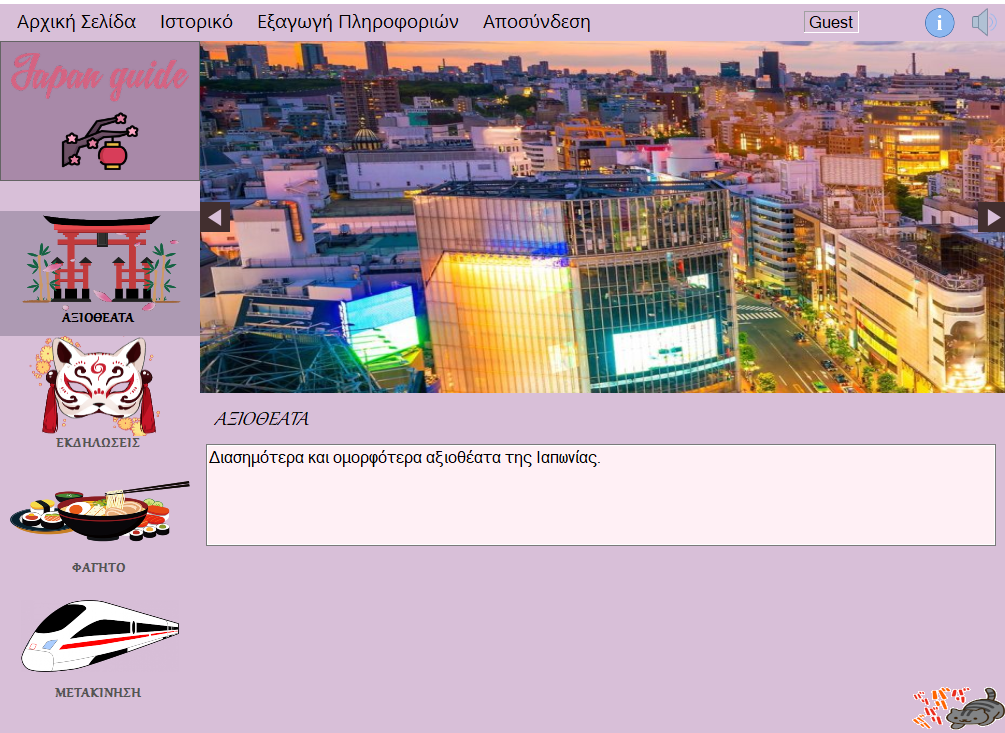 Αρχική Σελίδα Ιστορικό Εξαγωγή Πληροφοριών Αποσύνδεση Guest
Japan guide
ΑΞΙΟΘΕΑΤΑ
ΕΚΔΗΛΩΣΕΙΣ
ΦΑΓΗΤΟ
ΜΕΤΑΚΙΝΗΣΗ
ΑΞΙΟΘΕΑΤΑ
Διασημότερα και ομορφότερα αξιοθέατα της Ιαπωνίας.